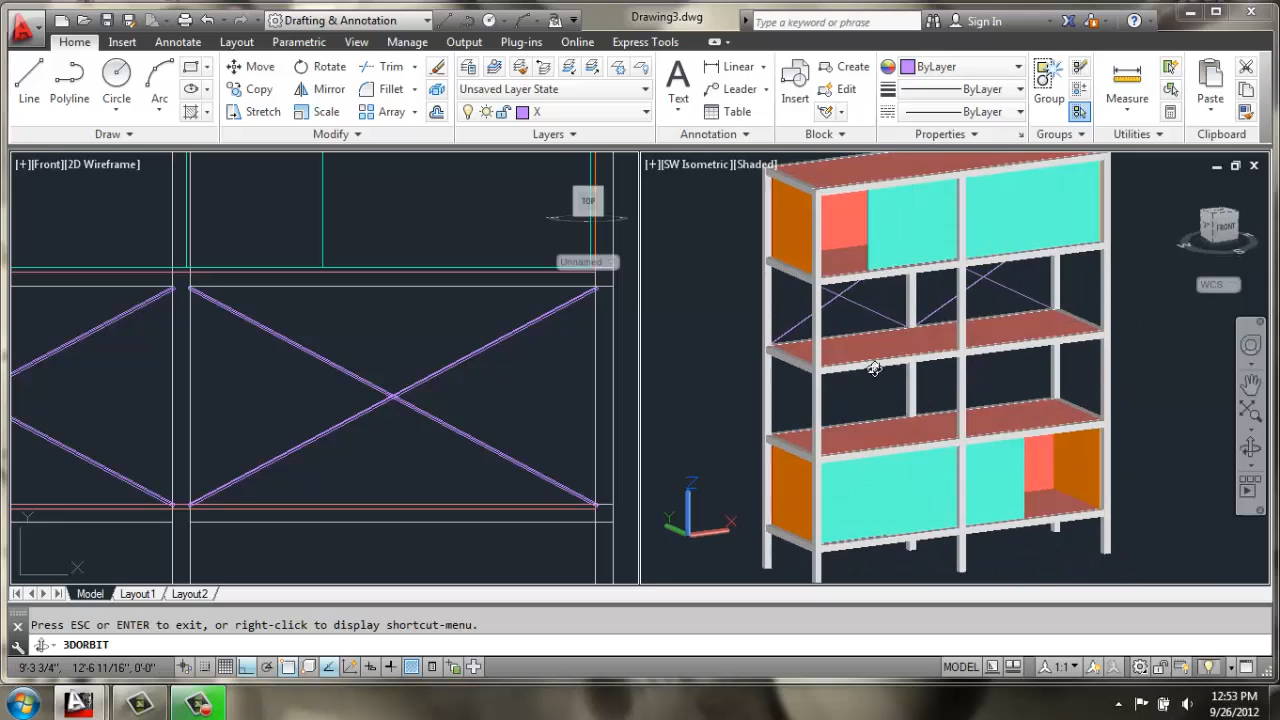 Drafting & Annotation
Drawing3.dwg
Type a keyword or phrase
Sign In
Home Insert Annotate Layout Parametric View Manage Output Plug-ins Online Express Tools
Line Polyline Circle Arc
Move Rotate Trim
Copy Mirror Fillet
Stretch Scale Array
Unsaved Layer State
X
Text
Linear
Leader
Table
Insert
Create
Edit
ByLayer
ByLayer
ByLayer
Group
Measure
Paste
Draw Modify Layers Annotation Block Properties Groups Utilities Clipboard
[+][Front][2D Wireframe]
[+][SW Isometric][Shaded]
TOP
Unnamed
FRONT
WCS
Y
X
Z
Y
X
Model Layout1 Layout2
Press ESC or ENTER to exit, or right-click to display shortcut-menu.
3DORBIT
9'-3 3/4", 12'-6 11/16", 0'-0"
MODEL
1:1
12:53 PM
9/26/2012